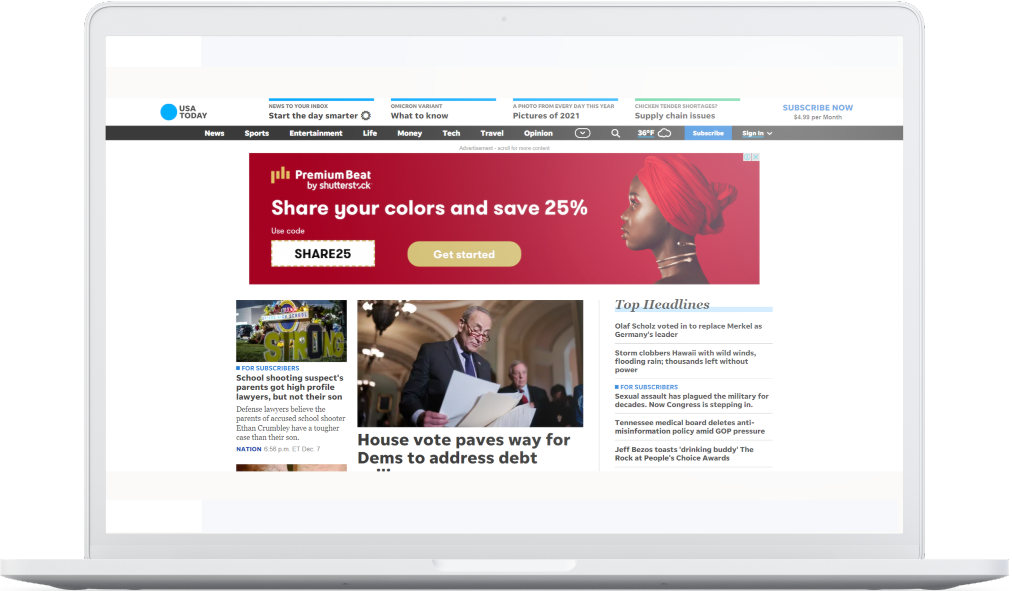 USA
TODAY
NEWS TO YOUR INBOX
Start the day smarter
OMICRON VARIANT
What to know
A PHOTO FROM EVERY DAY THIS YEAR
Pictures of 2021
CHICKEN TENDER SHORTAGES?
Supply chain issues
SUBSCRIBE NOW
$4.99 per Month
News Sports Entertainment Life Money Tech Travel Opinion 36°F Subscribe Sign In
Advertisement - scroll for more content
PremiumBeat
by shutterstock
Share your colors and save 25%
Use code
SHARE25
Get started
STRONG
FOR SUBSCRIBERS
School shooting suspect's
parents got high profile
lawyers, but not their son
Defense lawyers believe the
parents of accused school shooter
Ethan Crumbley have a tougher
case than their son.
NATION 6:56 p.m. ET Dec. 7
House vote paves way for
Dems to address debt
Top Headlines
Olaf Scholz voted in to replace Merkel as
Germany's leader
Storm clobbers Hawaii with wild winds,
flooding rain; thousands left without
power
FOR SUBSCRIBERS
Sexual assault has plagued the military for
decades. Now Congress is stepping in.
Tennessee medical board deletes anti-
misinformation policy amid GOP pressure
Jeff Bezos toasts 'drinking buddy' The
Rock at People's Choice Awards